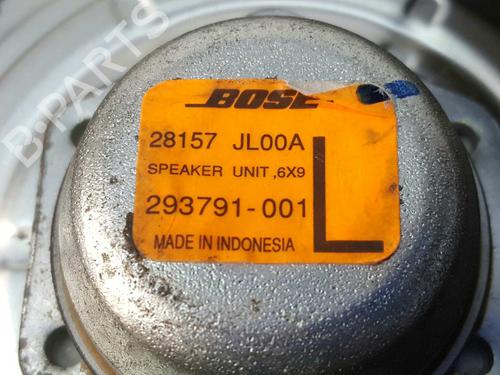 BOSE
28157 JL00A
SPEAKER UNIT ,6X9
293791-001
L
MADE IN INDONESIA
B-PARTS